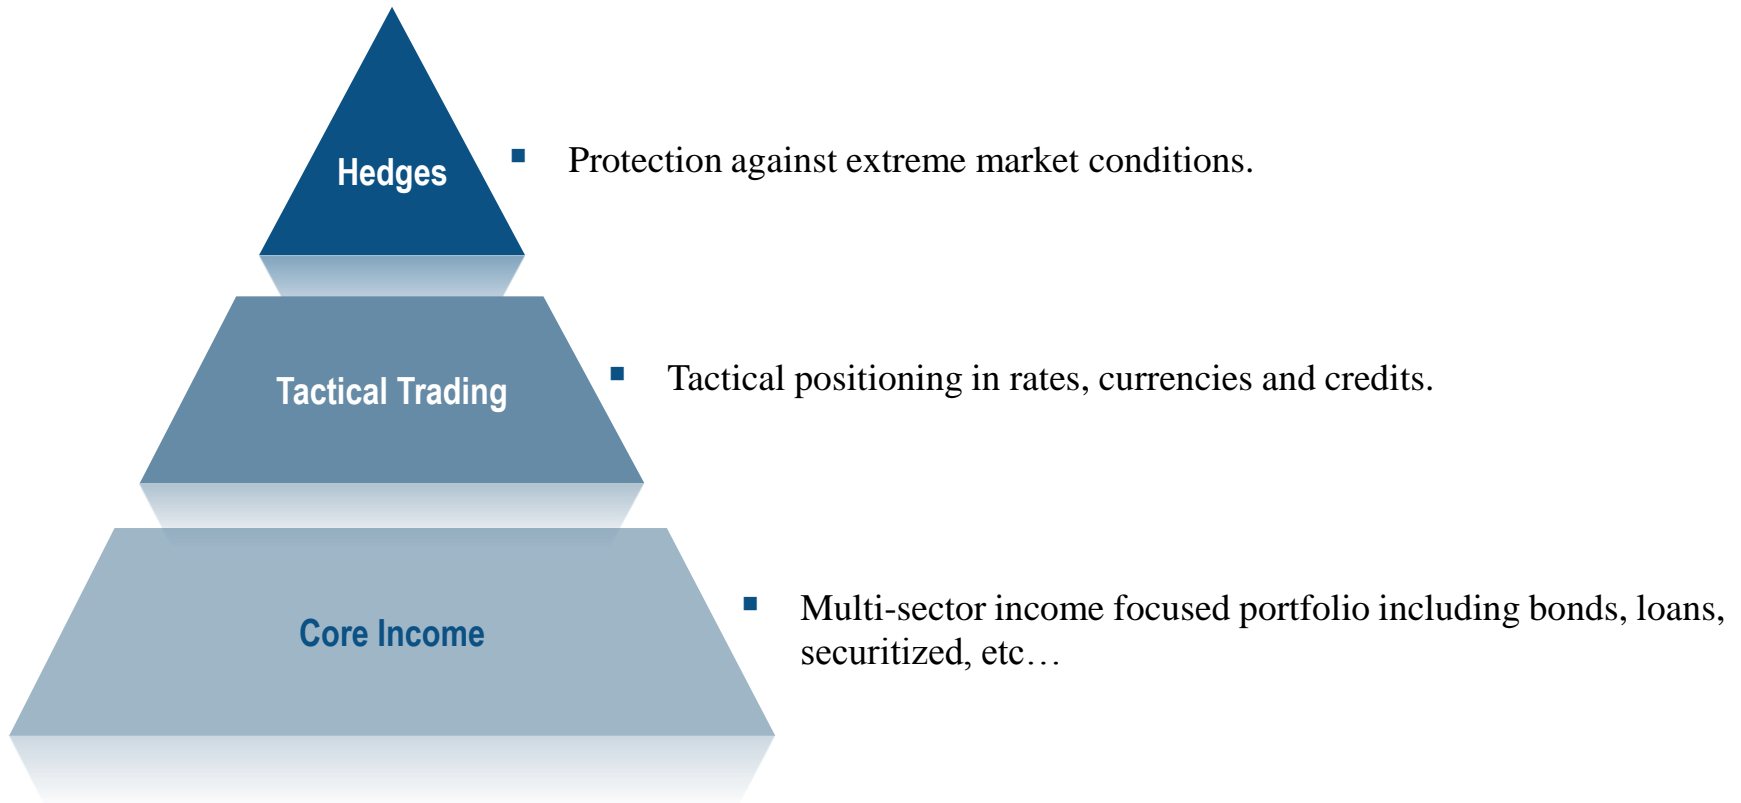 Hedges
▪ Protection against extreme market conditions.
Tactical Trading
▪ Tactical positioning in rates, currencies and credits.
Core Income
▪ Multi-sector income focused portfolio including bonds, loans,
securitized, etc…